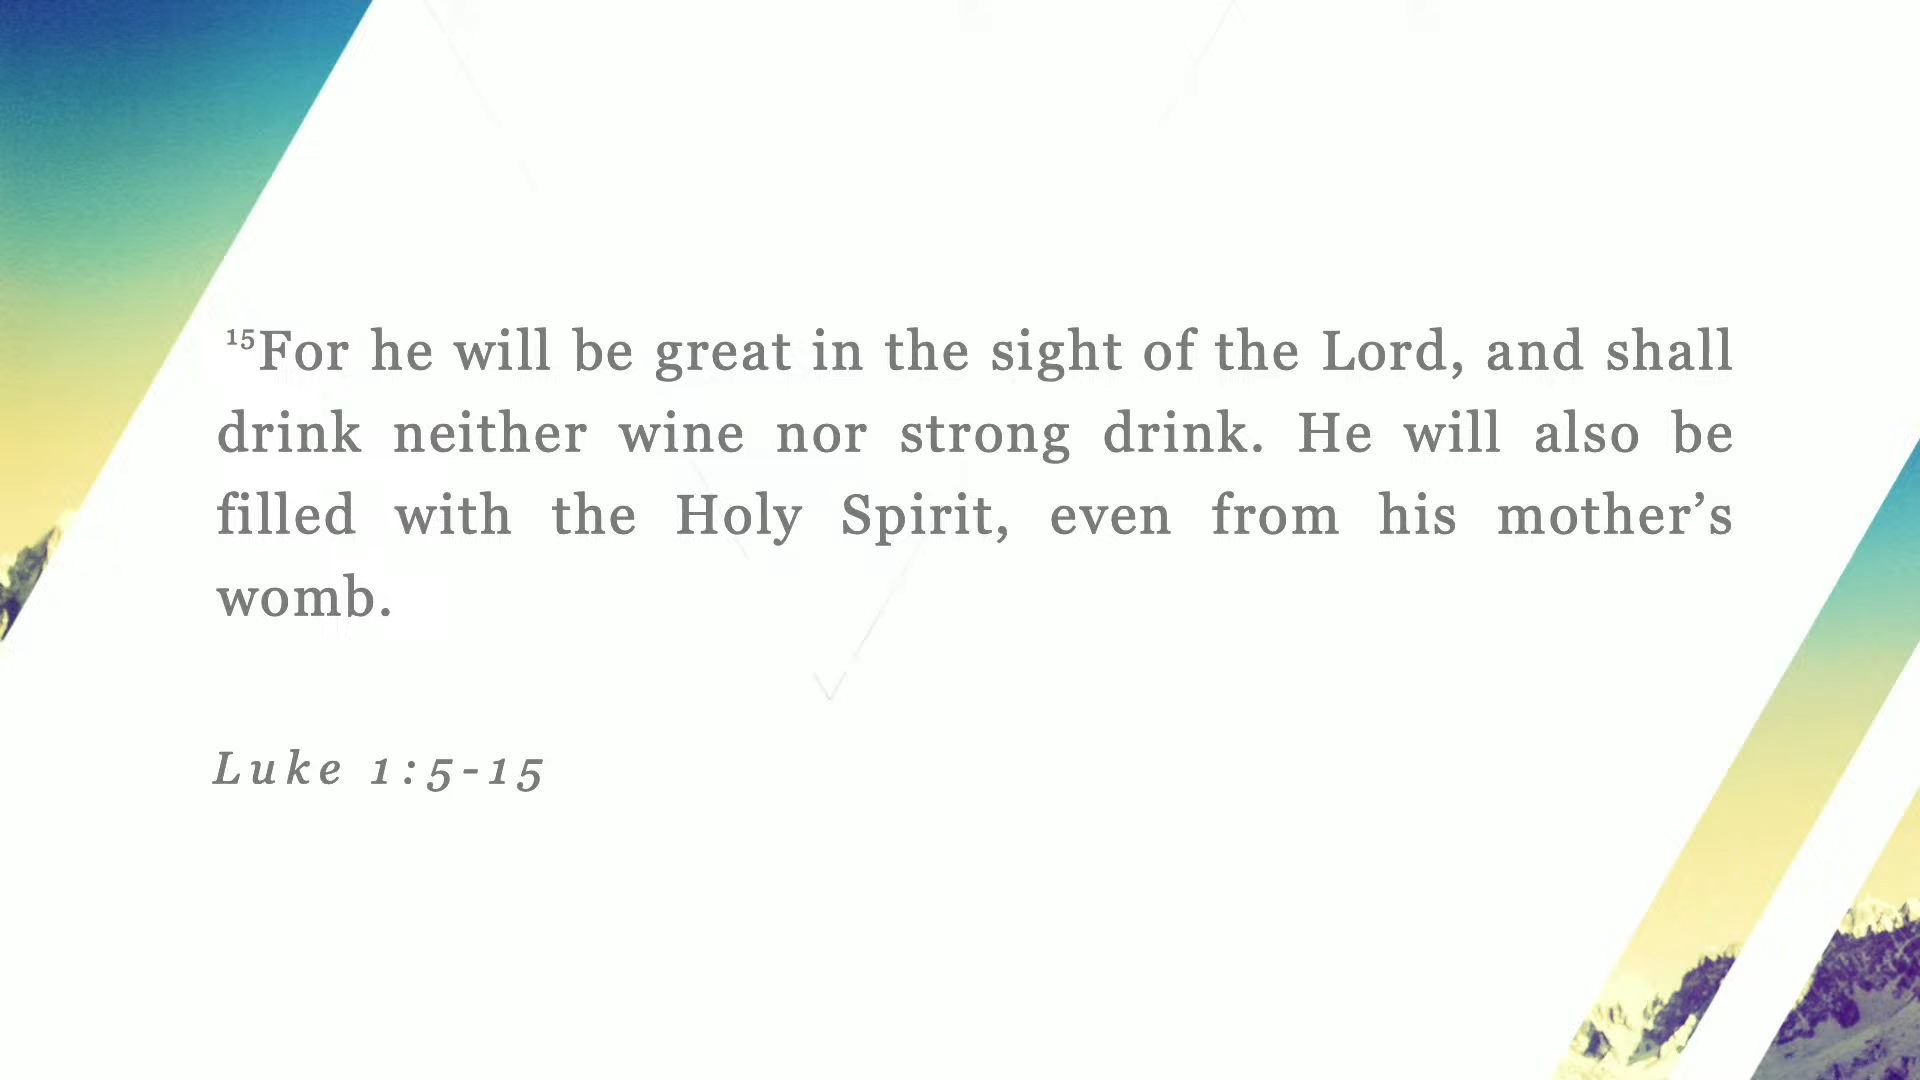 ¹⁵For he will be great in the sight of the Lord, and shall
drink neither wine nor strong drink. He will also be
filled with the Holy Spirit, even from his mother’s
womb.
Luke 1:5-15